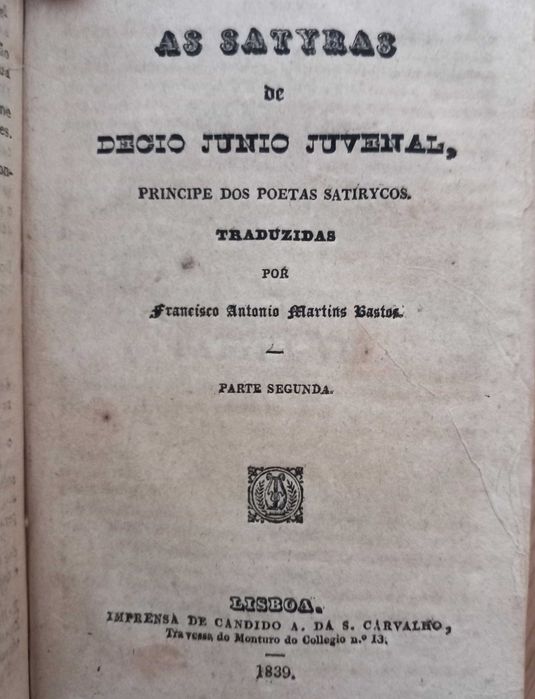 AS SATYRAS
de
DECIO JUNIO JUVENAL,
PRINCIPE DOS POETAS SATIRYCOS.
TRADUZIDAS
POR
Francisco Antonio Martins Bastos.
PARTE SEGUNDA.
LISBOA.
IMPRENSA DE CANDIDO A. DA S. CARVALHO,
Travessa do Monturo do Collegio n.º 13.
1839.